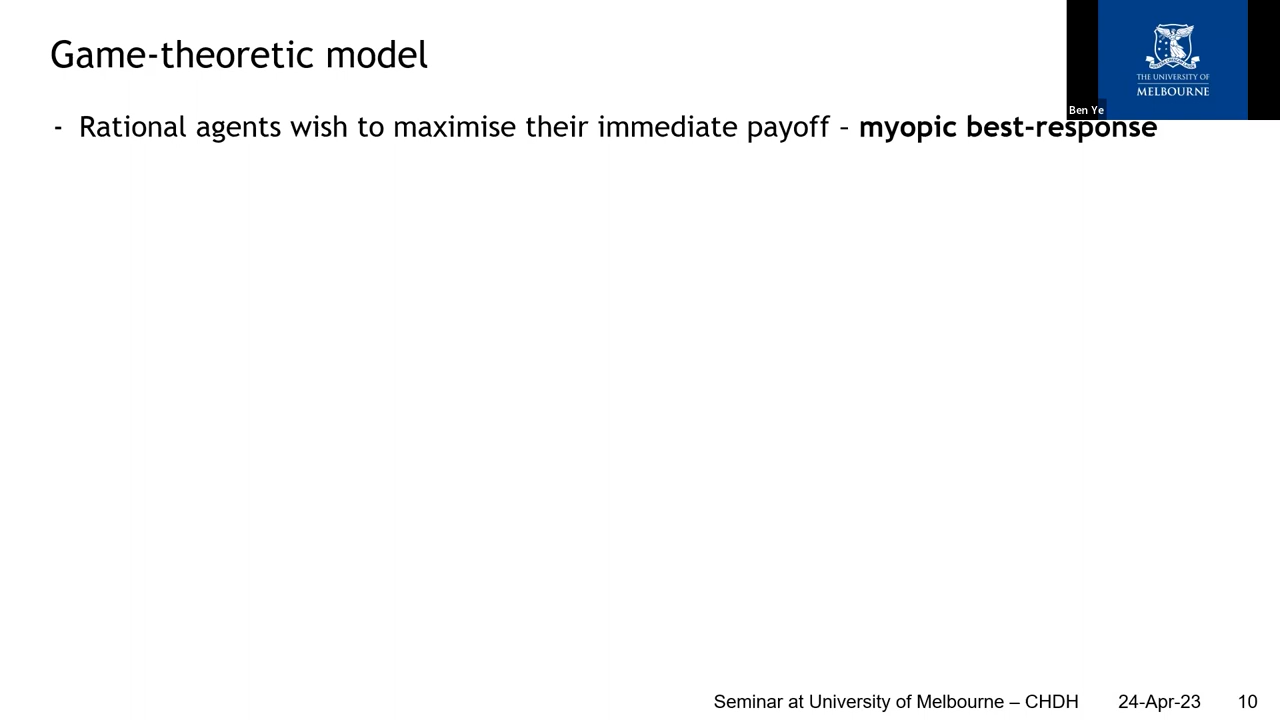 Game-theoretic model
THE UNIVERSITY OF
MELBOURNE
Ben Ye
- Rational agents wish to maximise their immediate payoff – myopic best-response
Seminar at University of Melbourne – CHDH 24-Apr-23 10